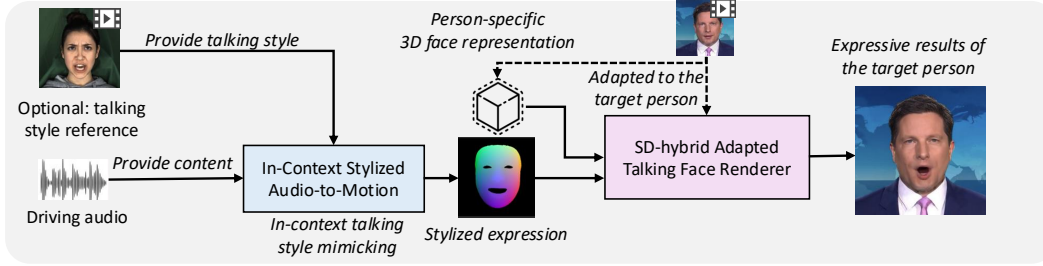 Provide talking style
Optional: talking
style reference
Provide content
Driving audio
In-Context Stylized
Audio-to-Motion
In-context talking
style mimicking
Person-specific
3D face representation
Stylized expression
Adapted to the
target person
SD-hybrid Adapted
Talking Face Renderer
Expressive results of
the target person